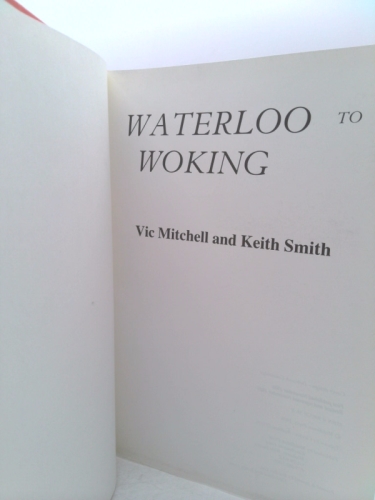 WATERLOO TO
WOKING
Vic Mitchell and Keith Smith